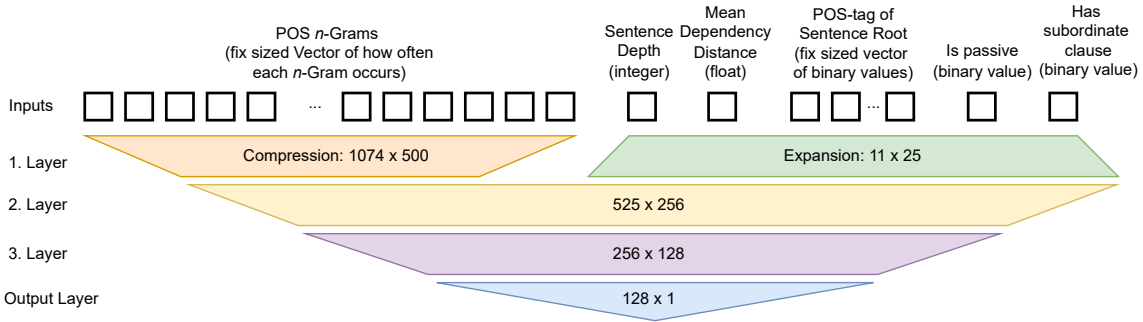 POS n-Grams
(fix sized Vector of how often
each n-Gram occurs)
Sentence
Depth
(integer)
Mean
Dependency
Distance
(float)
POS-tag of
Sentence Root
(fix sized vector
of binary values)
Is passive
(binary value)
Has
subordinate
clause
(binary value)
Inputs
...
...
1. Layer
Compression: 1074 x 500
Expansion: 11 x 25
2. Layer
525 x 256
3. Layer
256 x 128
Output Layer
128 x 1